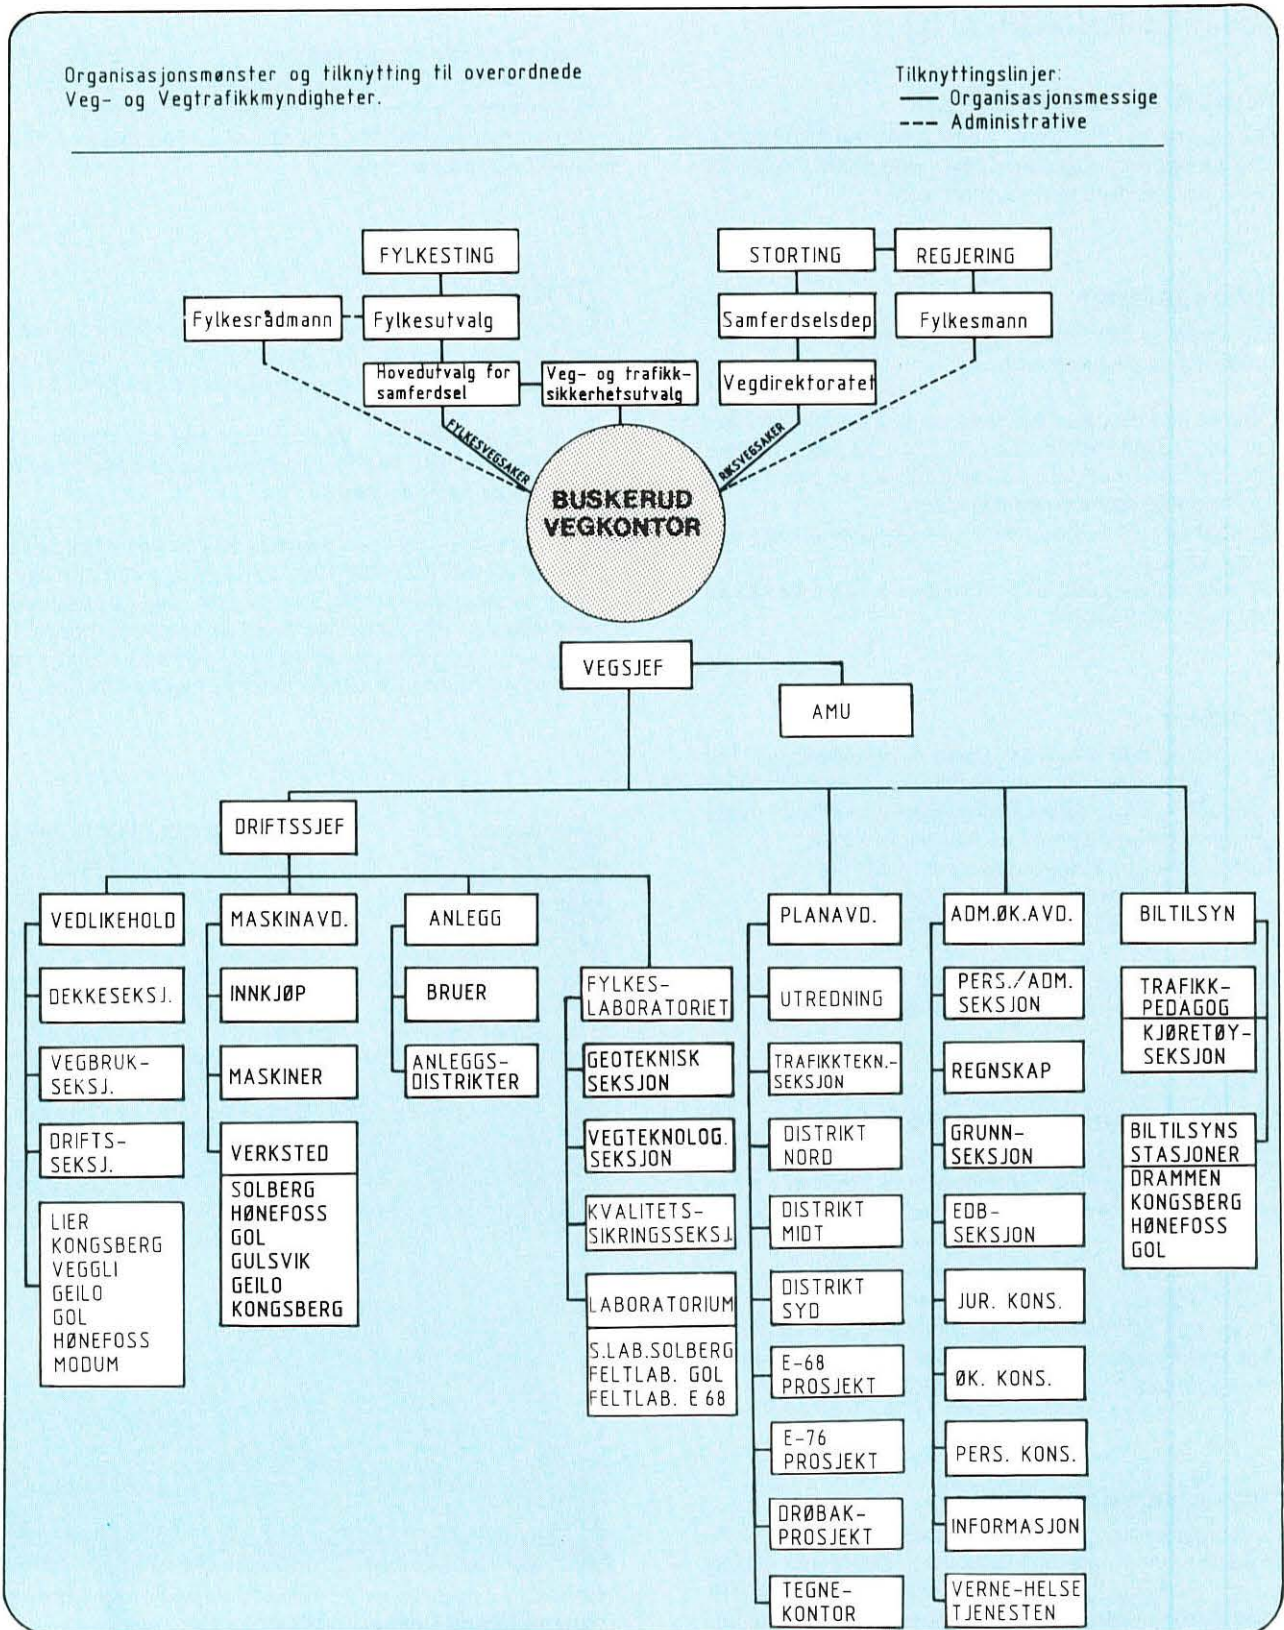 Organisasjonsmønster og tilknytting til overordnede
Veg- og Vegtrafikkmyndigheter.
Tilknyttingslinjer:
Organisasjonsmessige
Administrative
FYLKESTING
STORTING
REGJERING
Fylkesrådmann
Fylkesutvalg
Samferdselsdep
Fylkesmann
Hovedutvalg for
samferdsel
Veg- og trafikk-
sikkerhetsutvalg
Vegdirektoratet
FYLKESVEGSAKER
RIKSVEGSAKER
BUSKERUD
VEGKONTOR
VEGSJEF
AMU
DRIFTSSJEF
VEDLIKEHOLD
DEKKESEKSJ.
VEGBRUK-
SEKSJ.
DRIFTS-
SEKSJ.
LIER
KONGSBERG
VEGGLI
GEILO
GOL
HØNEFOSS
MODUM
MASKINAVD.
INNKJØP
MASKINER
VERKSTED
SOLBERG
HØNEFOSS
GOL
GULSVIK
GEILO
KONGSBERG
ANLEGG
BRUER
ANLEGGS-
DISTRIKTER
FYLKES-
LABORATORIET
GEOTEKNISK
SEKSJON
VEGTEKNOLOG.
SEKSJON
KVALITETS-
SIKRINGSSEKSJ.
LABORATORIUM
S.LAB.SOLBERG
FELTLAB. GOL
FELTLAB. E 68
PLANAVD.
UTREDNING
TRAFIKKTEKN.-
SEKSJON
DISTRIKT
NORD
DISTRIKT
MIDT
DISTRIKT
SYD
E-68
PROSJEKT
E-76
PROSJEKT
DRØBAK-
PROSJEKT
TEGNE-
KONTOR
ADM.ØK.AVD.
PERS./ADM.
SEKSJON
REGNSKAP
GRUNN-
SEKSJON
EDB-
SEKSJON
JUR. KONS.
ØK. KONS.
PERS. KONS.
INFORMASJON
VERNE-HELSE
TJENESTEN
BILTILSYN
TRAFIKK-
PEDAGOG
KJØRETØY-
SEKSJON
BILTILSYNS
STASJONER
DRAMMEN
KONGSBERG
HØNEFOSS
GOL